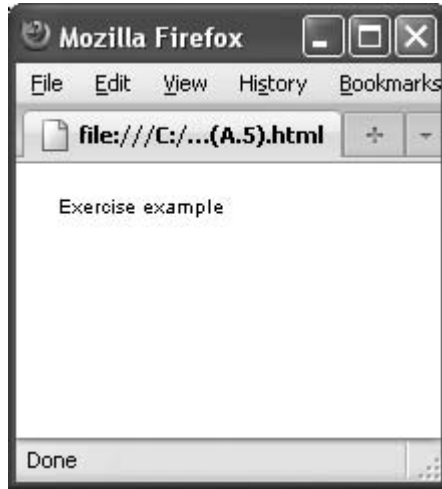 Mozilla Firefox
File Edit View History Bookmarks
file:///C:/...(A.5).html
Exercise example
Done